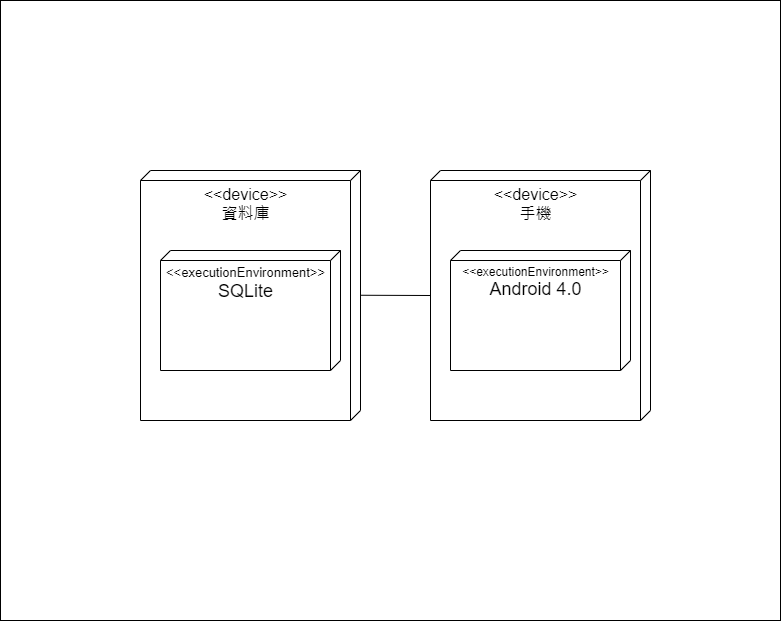 <<device>>
資料庫
<<executionEnvironment>>
SQLite
<<device>>
手機
<<executionEnvironment>>
Android 4.0